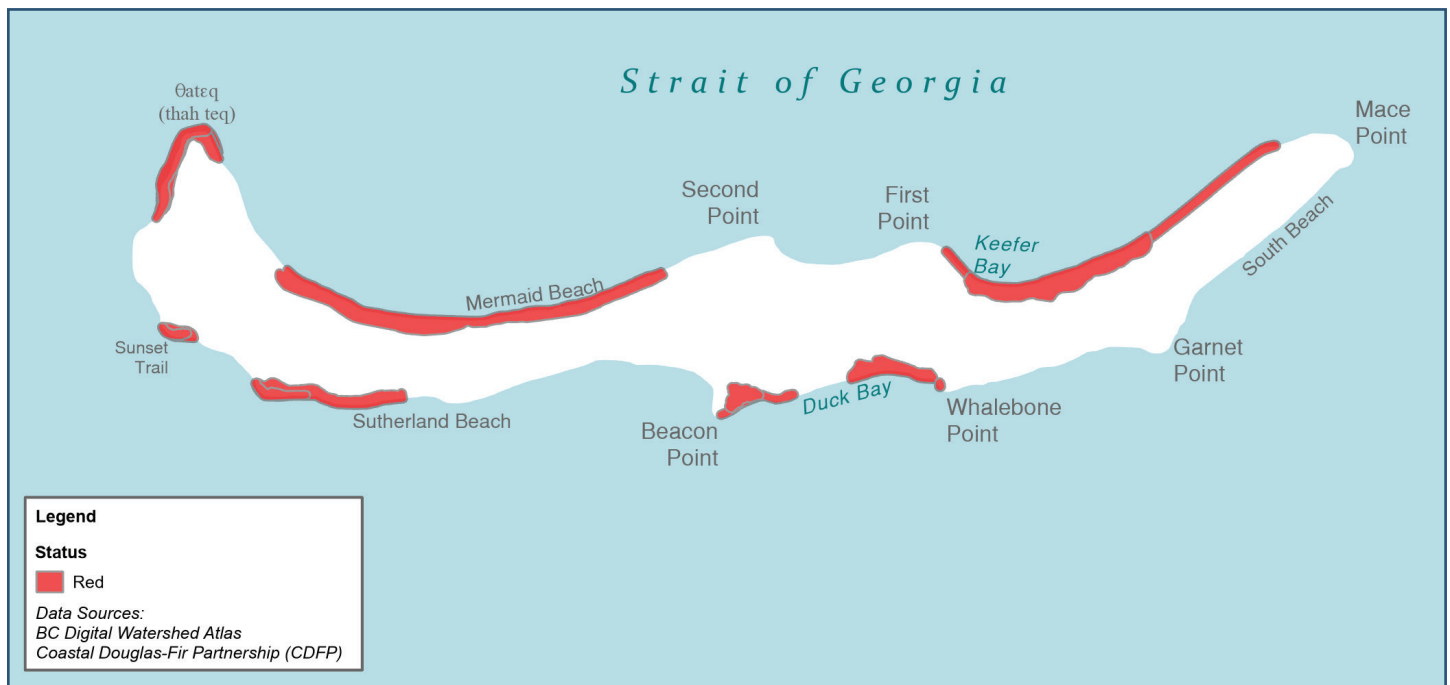 Strait of Georgia
θatεq
(thah teq)
Mace
Point
Second
Point
First
Point
Keefer
Bay
South Beach
Mermaid Beach
Sunset
Trail
Garnet
Point
Sutherland Beach
Duck Bay
Beacon
Point
Whalebone
Point
Legend
Status
Red
Data Sources:
BC Digital Watershed Atlas
Coastal Douglas-Fir Partnership (CDFP)